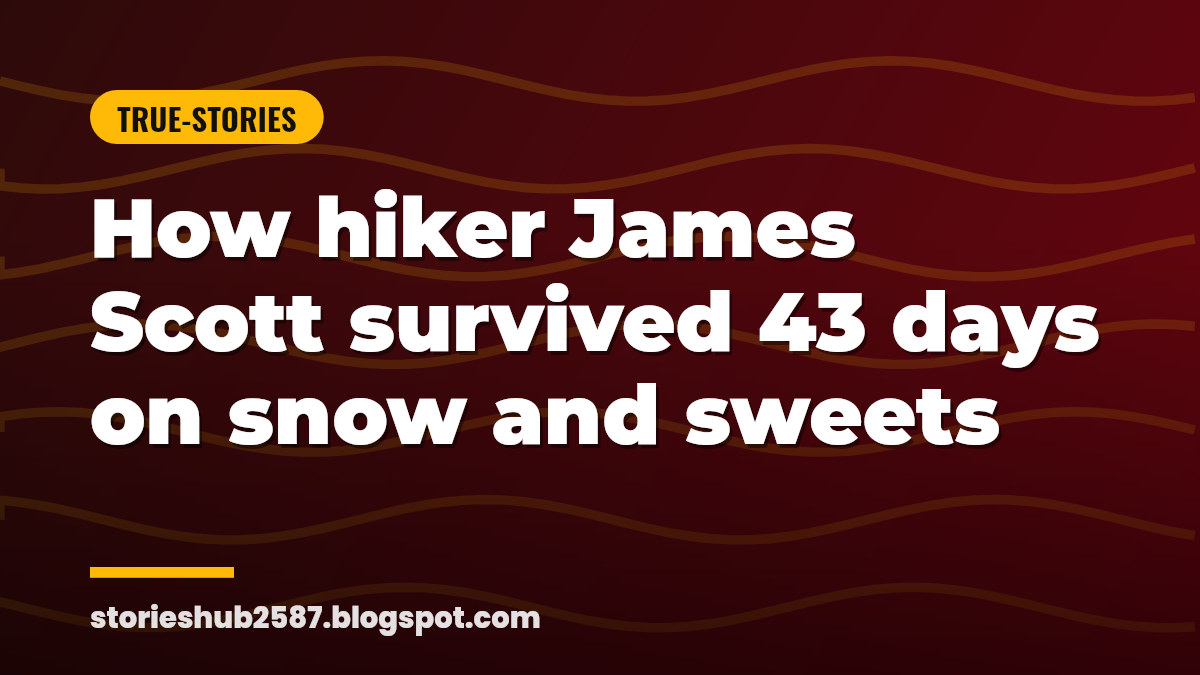 TRUE-STORIES
How hiker James
Scott survived 43 days
on snow and sweets
storieshub2587.blogspot.com